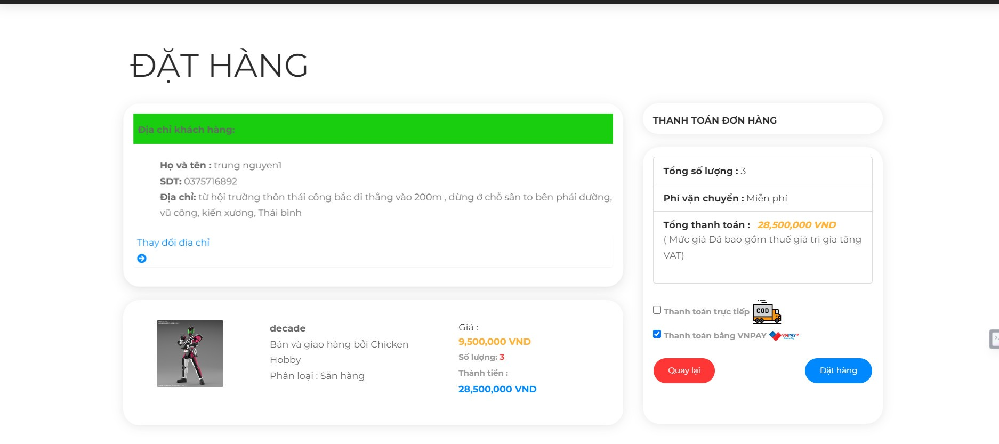 ĐẶT HÀNG
Địa chỉ khách hàng:
Họ và tên : trung nguyen1
SDT: 0375716892
Địa chỉ: từ hội trường thôn thái công bắc đi thẳng vào 200m , dừng ở chỗ sân to bên phải đường,
vũ công, kiến xương, Thái bình
Thay đổi địa chỉ
decade
Bán và giao hàng bởi Chicken
Hobby
Phân loại : Sẵn hàng
Giá :
9,500,000 VND
Số lượng: 3
Thành tiền :
28,500,000 VND
THANH TOÁN ĐƠN HÀNG
Tổng số lượng : 3
Phí vận chuyển : Miễn phí
Tổng thanh toán : 28,500,000 VND
( Mức giá Đã bao gồm thuế giá trị gia tăng
VAT)
Thanh toán trực tiếp COD
Thanh toán bằng VNPAY VNPAY
Quay lại
Đặt hàng